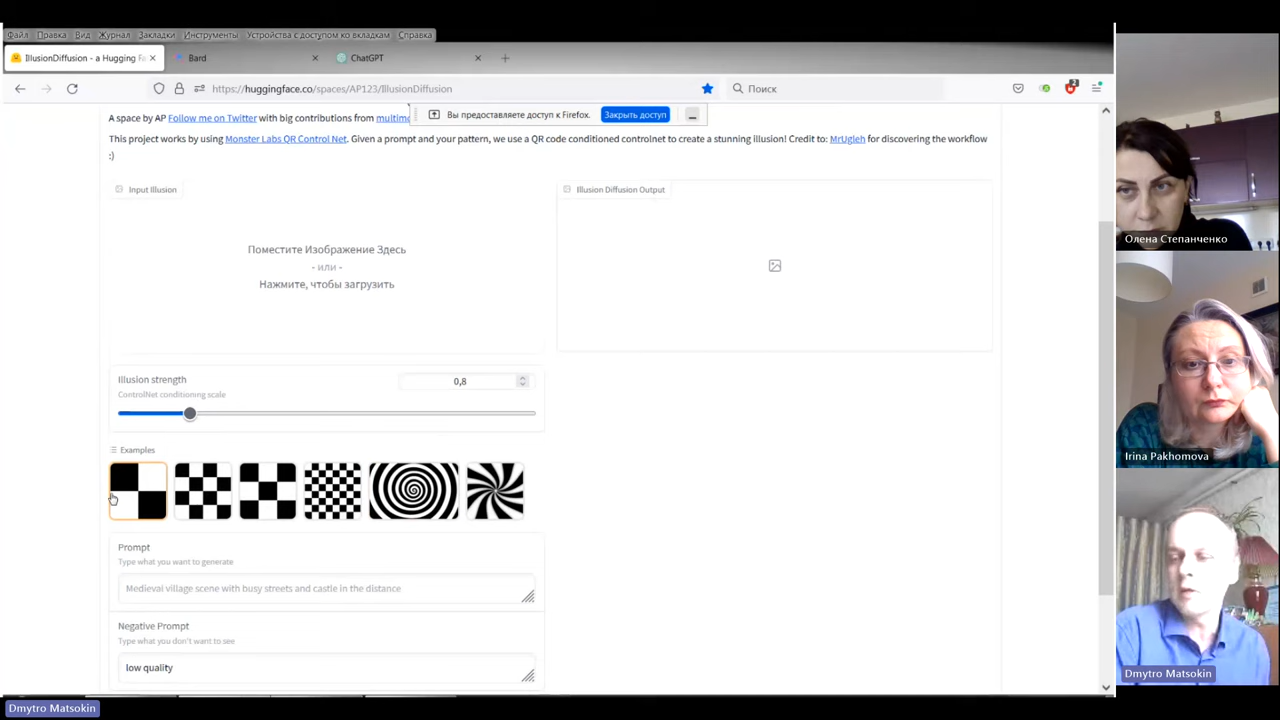 Файл Правка Вид Журнал Закладки Инструменты Устройства с доступом ко вкладкам Справка
IllusionDiffusion - a Hugging Fa
Bard
ChatGPT
https://huggingface.co/spaces/AP123/IllusionDiffusion
Поиск
2
Вы предоставляете доступ к Firefox.
Закрыть доступ
A space by AP Follow me on Twitter with big contributions from multimo
This project works by using Monster Labs QR Control Net. Given a prompt and your pattern, we use a QR code conditioned controlnet to create a stunning illusion! Credit to: MrUgleh for discovering the workflow
:)
Input Illusion
Illusion Diffusion Output
Поместите Изображение Здесь
- или -
Нажмите, чтобы загрузить
Illusion strength
0,8
ControlNet conditioning scale
Examples
Prompt
Type what you want to generate
Medieval village scene with busy streets and castle in the distance
Negative Prompt
Type what you don't want to see
low quality
Олена Степанченко
Irina Pakhomova
Dmytro Matsokin
Dmytro Matsokin